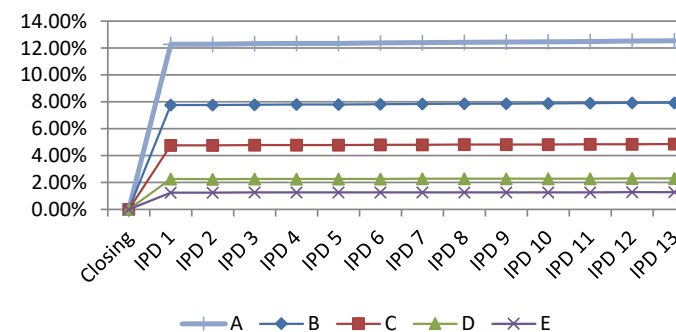 14.00%
12.00%
10.00%
8.00%
6.00%
4.00%
2.00%
0.00%
Closing
IPD 1
IPD 2
IPD 3
IPD 4
IPD 5
IPD 6
IPD 7
IPD 8
IPD 9
IPD 10
IPD 11
IPD 12
IPD 13
A B C D E